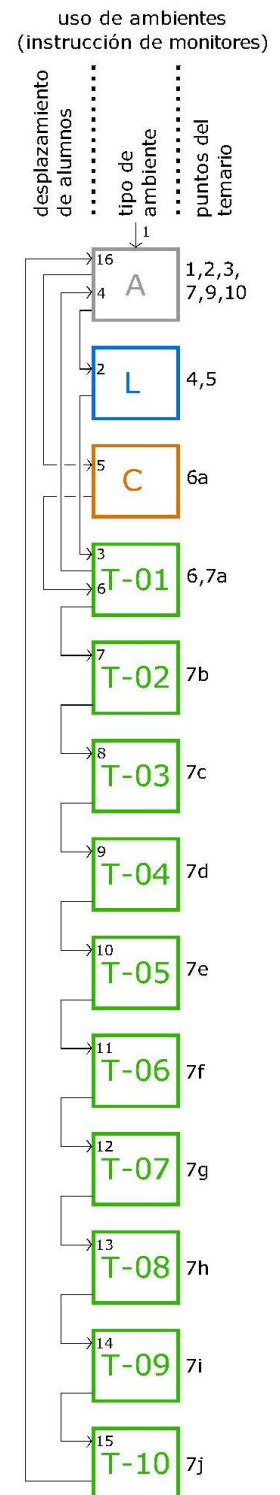 uso de ambientes
(instrucción de monitores)
desplazamiento
de alumnos
tipo de
ambiente
puntos del
temario
1
16
4
A
1,2,3,
7,9,10
2
L
4,5
5
C
6a
3
6
T-01
6,7a
7
T-02
7b
8
T-03
7c
9
T-04
7d
10
T-05
7e
11
T-06
7f
12
T-07
7g
13
T-08
7h
14
T-09
7i
15
T-10
7j